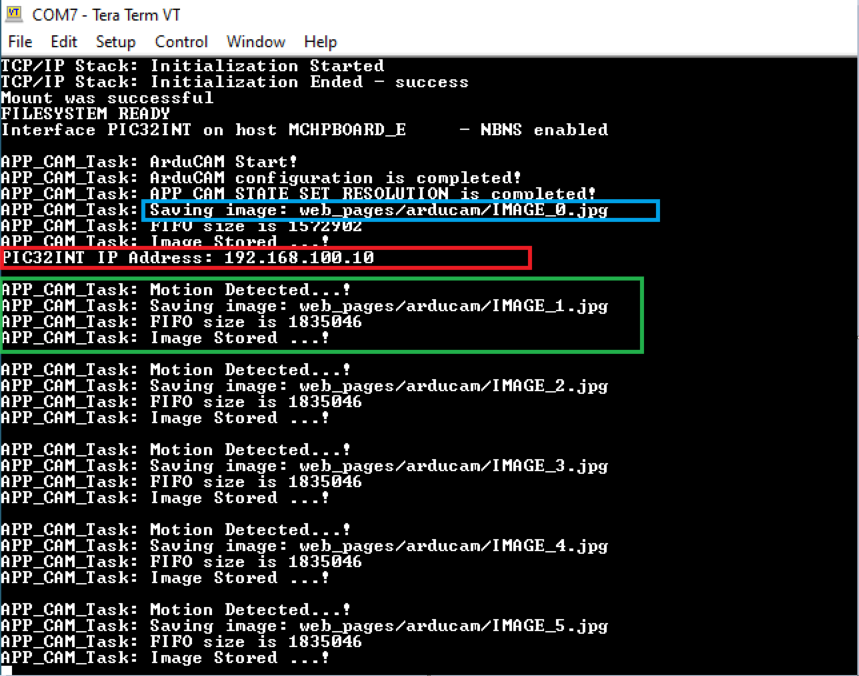 COM7 - Tera Term VT
File Edit Setup Control Window Help
TCP/IP Stack: Initialization Started
TCP/IP Stack: Initialization Ended - success
Mount was successful
FILESYSTEM READY
Interface PIC32INT on host MCHPBOARD_E - NBNS enabled
APP_CAM_Task: ArduCAM Start!
APP_CAM_Task: ArduCAM configuration is completed!
APP_CAM_Task: APP_CAM_STATE_SET_RESOLUTION is completed!
APP_CAM_Task: Saving image: web_pages/arducam/IMAGE_0.jpg
APP_CAM_Task: FIFO size is 1572902
APP_CAM_Task: Image Stored ...!
PIC32INT IP Address: 192.168.100.10
APP_CAM_Task: Motion Detected...!
APP_CAM_Task: Saving image: web_pages/arducam/IMAGE_1.jpg
APP_CAM_Task: FIFO size is 1835046
APP_CAM_Task: Image Stored ...!
APP_CAM_Task: Motion Detected...!
APP_CAM_Task: Saving image: web_pages/arducam/IMAGE_2.jpg
APP_CAM_Task: FIFO size is 1835046
APP_CAM_Task: Image Stored ...!
APP_CAM_Task: Motion Detected...!
APP_CAM_Task: Saving image: web_pages/arducam/IMAGE_3.jpg
APP_CAM_Task: FIFO size is 1835046
APP_CAM_Task: Image Stored ...!
APP_CAM_Task: Motion Detected...!
APP_CAM_Task: Saving image: web_pages/arducam/IMAGE_4.jpg
APP_CAM_Task: FIFO size is 1835046
APP_CAM_Task: Image Stored ...!
APP_CAM_Task: Motion Detected...!
APP_CAM_Task: Saving image: web_pages/arducam/IMAGE_5.jpg
APP_CAM_Task: FIFO size is 1835046
APP_CAM_Task: Image Stored ...!